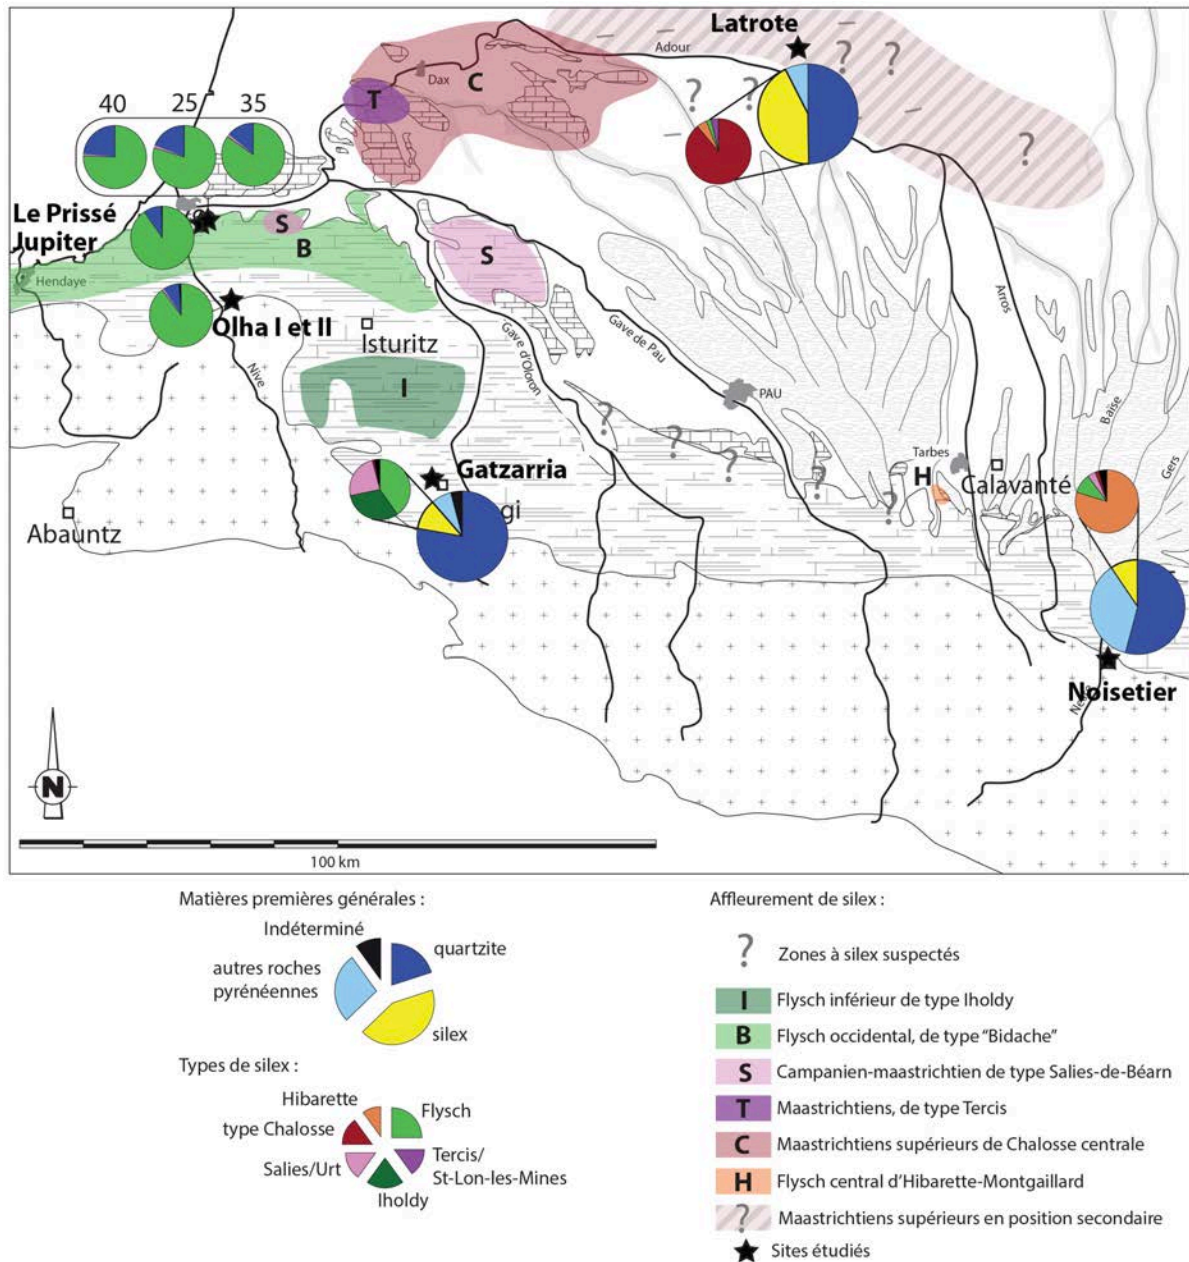 Latrote
Adour
Dax
C
T
40 25 35
Le Prissé
Jupiter
S
B
S
Hendaye
Olha I et II
Isturitz
Nive
I
Gave d'Oloron
Gave de Pau
PAU
Arros
Baïse
Gers
Tarbes
H
Calavanté
Gatzarria
gi
Abauntz
Noisetier
N
100 km
Matières premières générales :
Indéterminé
quartzite
autres roches
pyrénéennes
silex
Types de silex :
Hibarette
Flysch
type Chalosse
Salies/Urt
Tercis/
St-Lon-les-Mines
Iholdy
Affleurement de silex :
? Zones à silex suspectés
I Flysch inférieur de type Iholdy
B Flysch occidental, de type “Bidache”
S Campanien-maastrichtien de type Salies-de-Béarn
T Maastrichtiens, de type Tercis
C Maastrichtiens supérieurs de Chalosse centrale
H Flysch central d'Hibarette-Montgaillard
? Maastrichtiens supérieurs en position secondaire
Sites étudiés